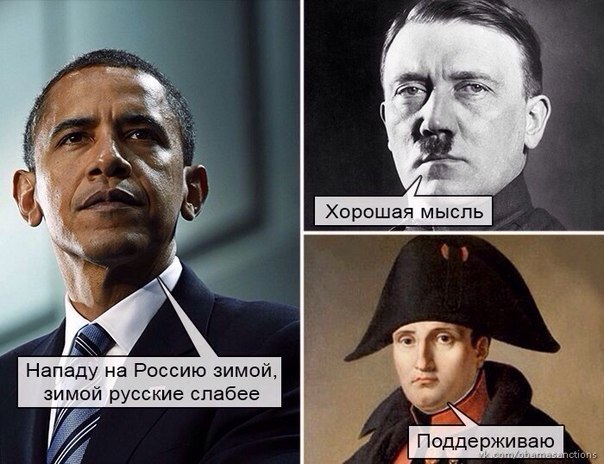 Нападу на Россию зимой,
зимой русские слабее
Хорошая мысль
Поддерживаю
vk.com/obamasanctions